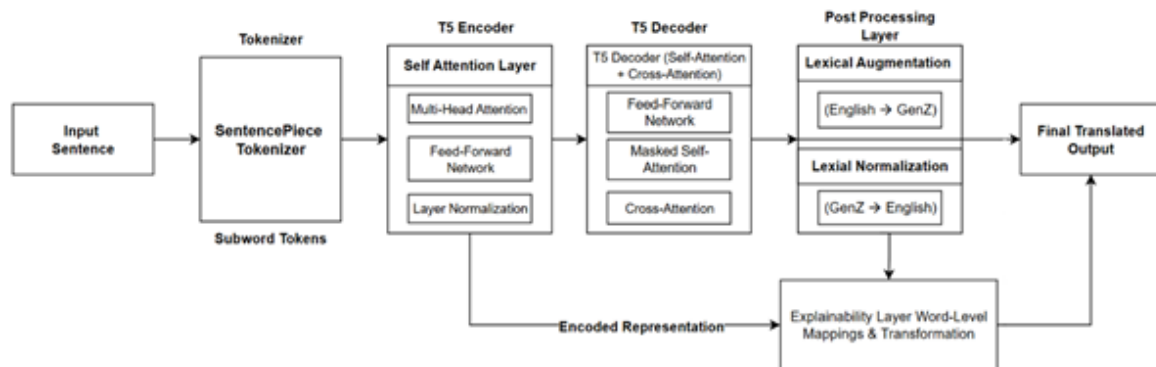 Tokenizer
SentencePiece
Tokenizer
Subword Tokens
Input
Sentence
T5 Encoder
Self Attention Layer
Multi-Head Attention
Feed-Forward
Network
Layer Normalization
T5 Decoder
T5 Decoder (Self-Attention
+ Cross-Attention)
Feed-Forward
Network
Masked Self-
Attention
Cross-Attention
Post Processing
Layer
Lexical Augmentation
(English → GenZ)
Lexial Normalization
(GenZ → English)
Final Translated
Output
Encoded Representation
Explainability Layer Word-Level
Mappings & Transformation